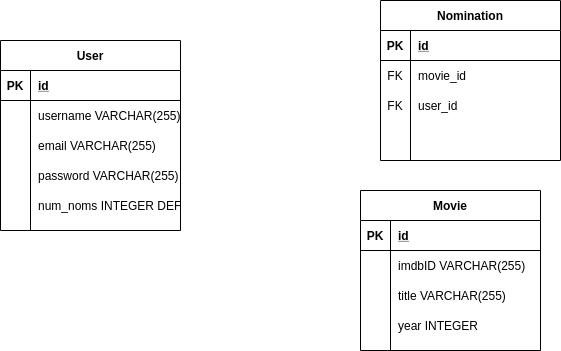 User
PK id
username VARCHAR(255)
email VARCHAR(255)
password VARCHAR(255)
num_noms INTEGER DEF
Nomination
PK id
FK movie_id
FK user_id
Movie
PK id
imdbID VARCHAR(255)
title VARCHAR(255)
year INTEGER